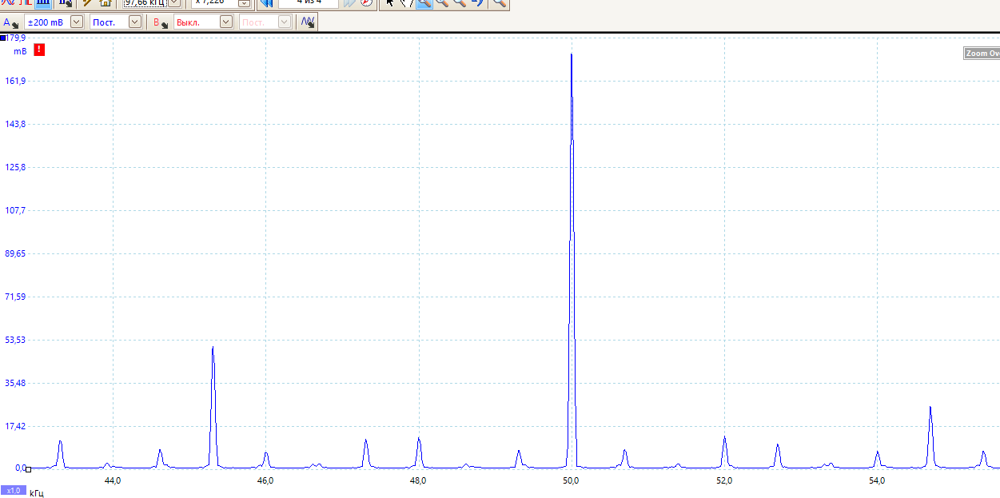 97,66 кГц x 7,226 4 из 4
A ±200 mB Пост. B Выкл. Пост.
179,9
mB !
Zoom Ov
161,9
143,8
125,8
107,7
89,65
71,59
53,53
35,48
17,42
0,0
44,0 46,0 48,0 50,0 52,0 54,0
x1,0 кГц